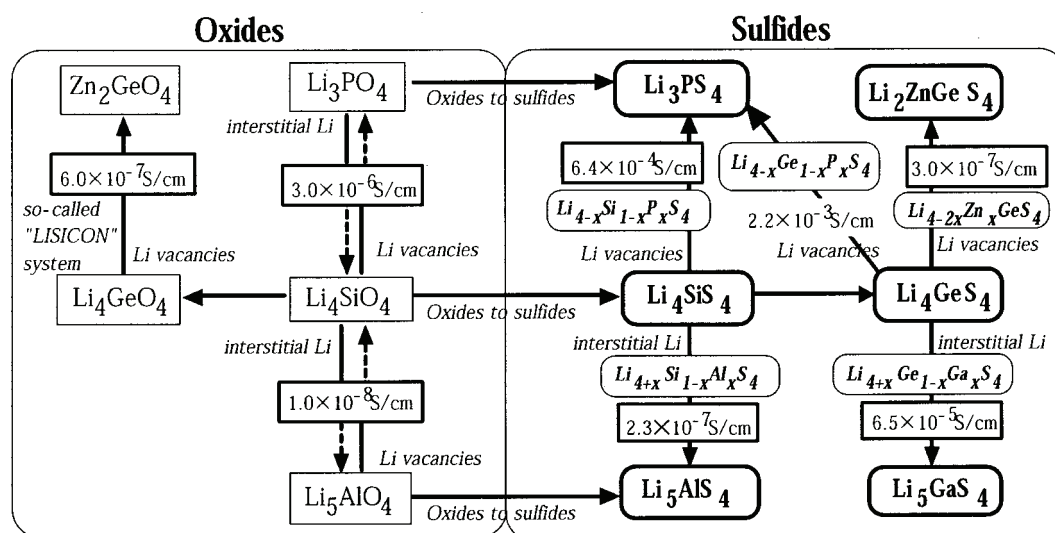 Oxides
Sulfides
Zn2GeO4
Li3PO4
Oxides to sulfides
Li3PS4
Li2ZnGe S4
interstitial Li
6.0×10-7S/cm
3.0×10-6S/cm
6.4×10-4S/cm
Li4-xGe1-xPxS4
3.0×10-7S/cm
so-called
"LISICON"
system
Li4-xSi1-xPxS4
2.2×10-3S/cm
Li4-2xZnxGeS4
Li vacancies
Li vacancies
Li vacancies
Li vacancies
Li4GeO4
Li4SiO4
Oxides to sulfides
Li4SiS4
Li4GeS4
interstitial Li
interstitial Li
interstitial Li
Li4+xSi1-xAlxS4
Li4+xGe1-xGaxS4
1.0×10-8S/cm
2.3×10-7S/cm
6.5×10-5S/cm
Li vacancies
Li5AlO4
Oxides to sulfides
Li5AlS4
Li5GaS4